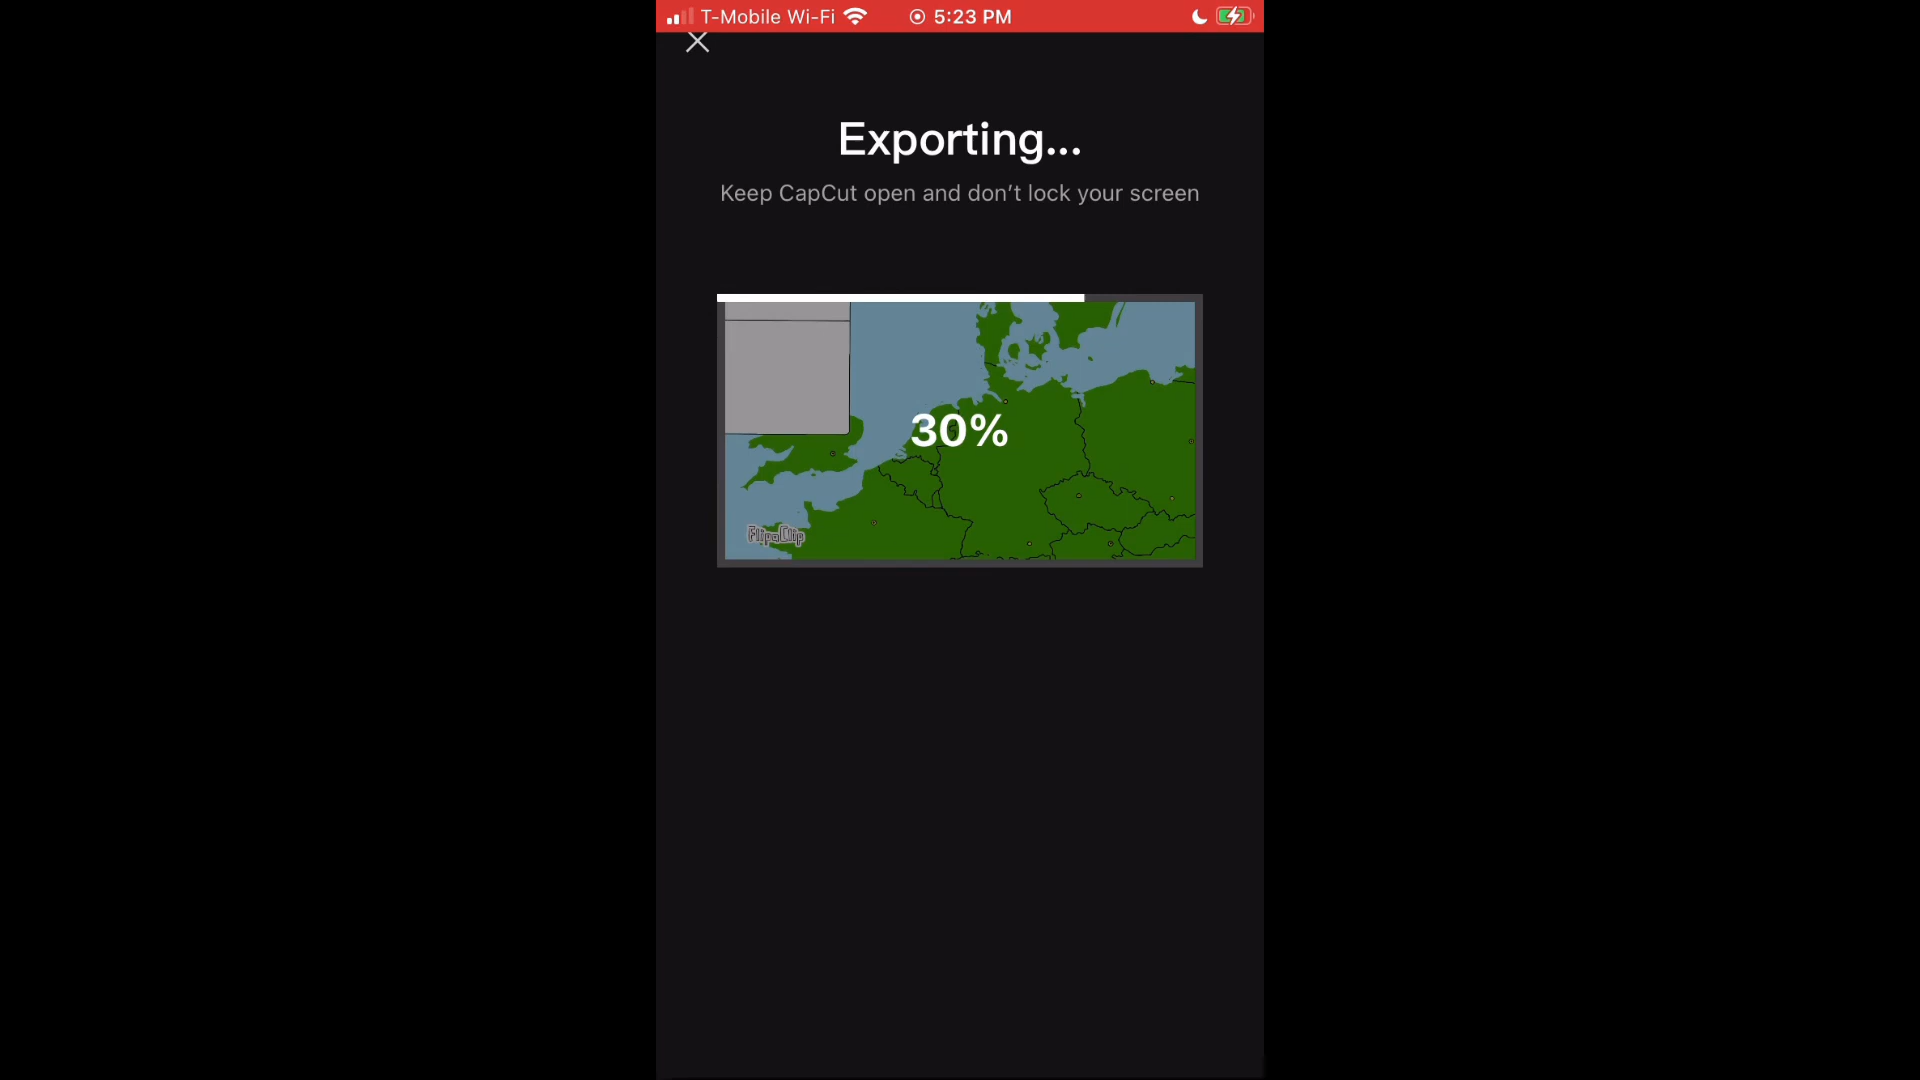 T-Mobile Wi-Fi 5:23 PM
Exporting...
Keep CapCut open and don’t lock your screen
30%
FlipaClip